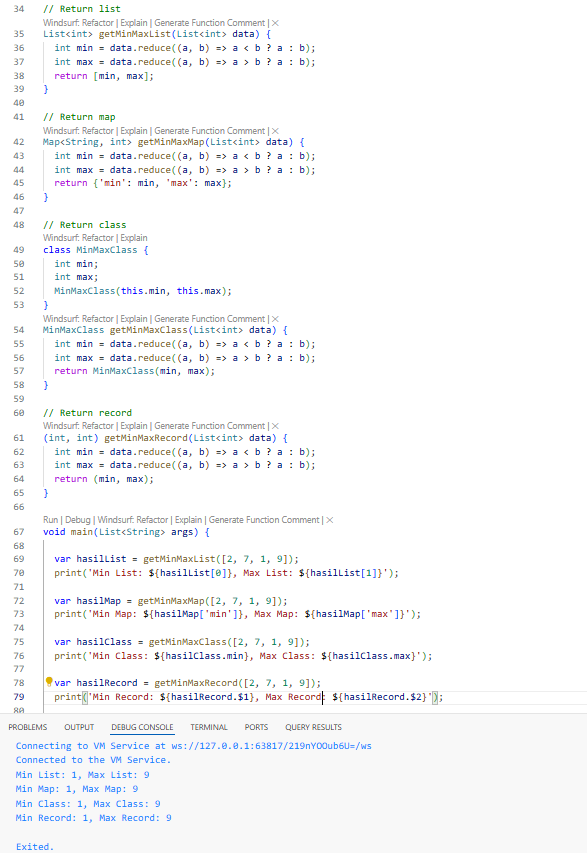 34 // Return list
Windsurf: Refactor | Explain | Generate Function Comment | ×
35 List<int> getMinMaxList(List<int> data) {
36 int min = data.reduce((a, b) => a < b ? a : b);
37 int max = data.reduce((a, b) => a > b ? a : b);
38 return [min, max];
39 }
40
41 // Return map
Windsurf: Refactor | Explain | Generate Function Comment | ×
42 Map<String, int> getMinMaxMap(List<int> data) {
43 int min = data.reduce((a, b) => a < b ? a : b);
44 int max = data.reduce((a, b) => a > b ? a : b);
45 return {'min': min, 'max': max};
46 }
47
48 // Return class
Windsurf: Refactor | Explain
49 class MinMaxClass {
50 int min;
51 int max;
52 MinMaxClass(this.min, this.max);
53 }
Windsurf: Refactor | Explain | Generate Function Comment | ×
54 MinMaxClass getMinMaxClass(List<int> data) {
55 int min = data.reduce((a, b) => a < b ? a : b);
56 int max = data.reduce((a, b) => a > b ? a : b);
57 return MinMaxClass(min, max);
58 }
59
60 // Return record
Windsurf: Refactor | Explain | Generate Function Comment | ×
61 (int, int) getMinMaxRecord(List<int> data) {
62 int min = data.reduce((a, b) => a < b ? a : b);
63 int max = data.reduce((a, b) => a > b ? a : b);
64 return (min, max);
65 }
66
Run | Debug | Windsurf: Refactor | Explain | Generate Function Comment | ×
67 void main(List<String> args) {
68
69 var hasilList = getMinMaxList([2, 7, 1, 9]);
70 print('Min List: ${hasilList[0]}, Max List: ${hasilList[1]}');
71
72 var hasilMap = getMinMaxMap([2, 7, 1, 9]);
73 print('Min Map: ${hasilMap['min']}, Max Map: ${hasilMap['max']}');
74
75 var hasilClass = getMinMaxClass([2, 7, 1, 9]);
76 print('Min Class: ${hasilClass.min}, Max Class: ${hasilClass.max}');
77
78 var hasilRecord = getMinMaxRecord([2, 7, 1, 9]);
79 print('Min Record: ${hasilRecord.$1}, Max Record: ${hasilRecord.$2}');
80
PROBLEMS OUTPUT DEBUG CONSOLE TERMINAL PORTS QUERY RESULTS
Connecting to VM Service at ws://127.0.0.1:63817/219nYOOub6U=/ws
Connected to the VM Service.
Min List: 1, Max List: 9
Min Map: 1, Max Map: 9
Min Class: 1, Max Class: 9
Min Record: 1, Max Record: 9
Exited.